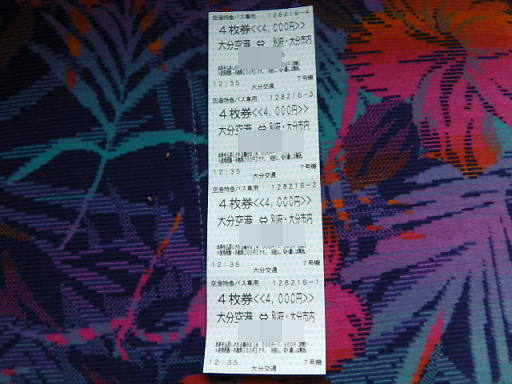 空港特急バス専用 128216-4
4枚券<<4,000円>>
大分空港 ⇔ 別府・大分市内
12:35 7号機
大分交通
空港特急バス専用 128216-3
4枚券<<4,000円>>
大分空港 ⇔ 別府・大分市内
12:35 7号機
大分交通
空港特急バス専用 128216-2
4枚券<<4,000円>>
大分空港 ⇔ 別府・大分市内
12:35 7号機
大分交通
空港特急バス専用 128216-1
4枚券<<4,000円>>
大分空港 ⇔ 別府・大分市内
12:35 7号機
大分交通